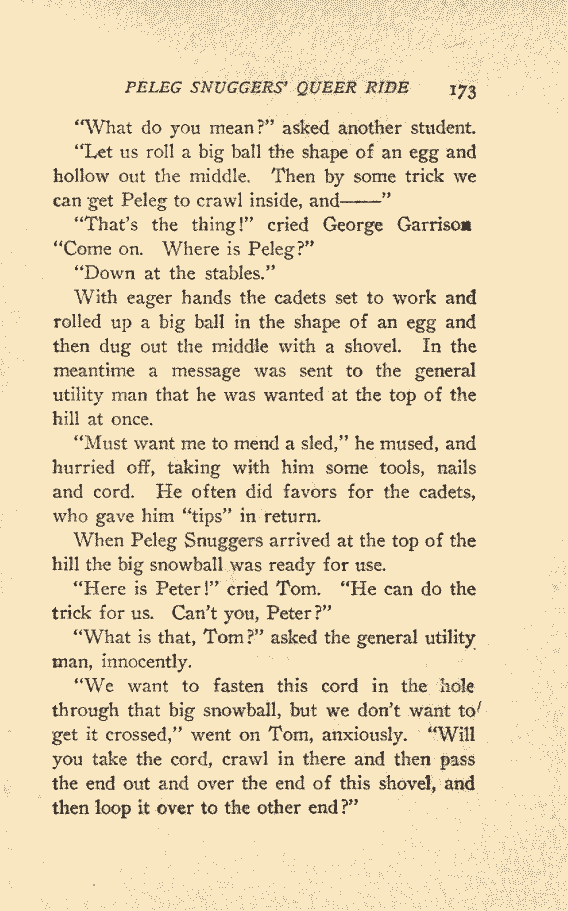 PELEG SNUGGERS' QUEER RIDE 173
"What do you mean?" asked another student.
"Let us roll a big ball the shape of an egg and
hollow out the middle. Then by some trick we
can get Peleg to crawl inside, and——"
"That's the thing!" cried George Garrison
"Come on. Where is Peleg?"
"Down at the stables."
With eager hands the cadets set to work and
rolled up a big ball in the shape of an egg and
then dug out the middle with a shovel. In the
meantime a message was sent to the general
utility man that he was wanted at the top of the
hill at once.
"Must want me to mend a sled," he mused, and
hurried off, taking with him some tools, nails
and cord. He often did favors for the cadets,
who gave him "tips" in return.
When Peleg Snuggers arrived at the top of the
hill the big snowball was ready for use.
"Here is Peter!" cried Tom. "He can do the
trick for us. Can't you, Peter?"
"What is that, Tom?" asked the general utility
man, innocently.
"We want to fasten this cord in the hole
through that big snowball, but we don't want to
get it crossed," went on Tom, anxiously. "Will
you take the cord, crawl in there and then pass
the end out and over the end of this shovel, and
then loop it over to the other end?"